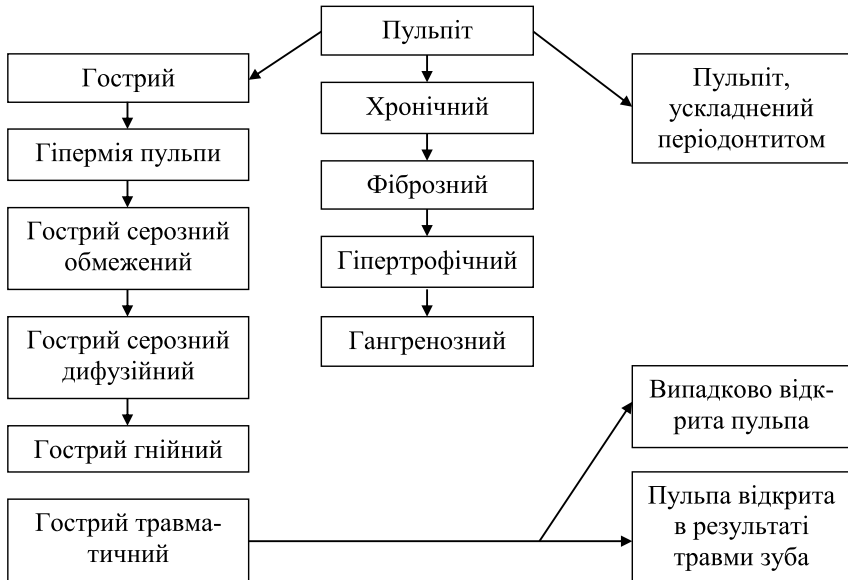 Пульпіт
Гострий
Гіпермія пульпи
Гострий серозний
обмежений
Гострий серозний
дифузійний
Гострий гнійний
Гострий травма-
тичний
Хронічний
Фіброзний
Гіпертрофічний
Гангренозний
Пульпіт,
ускладнений
періодонтитом
Випадково відк-
рита пульпа
Пульпа відкрита
в результаті
травми зуба